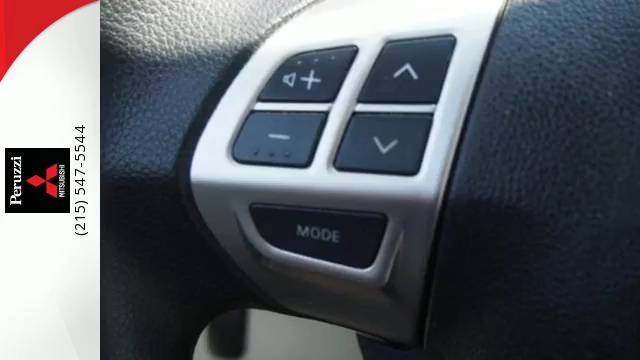 Peruzzi
MITSUBISHI
(215) 547-5544
+
−
MODE